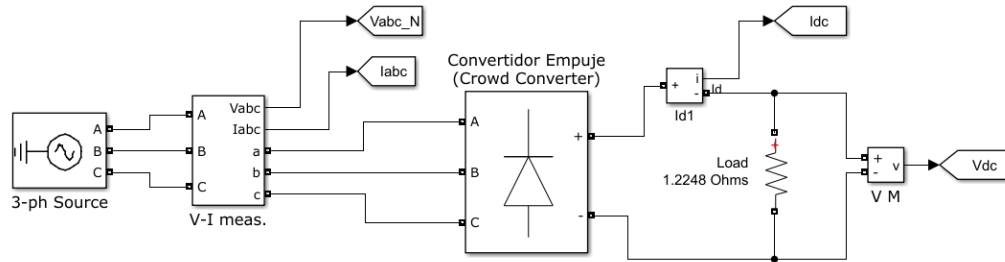 Vabc_N
Idc
Convertidor Empuje
(Crowd Converter)
Iabc
i
+
-
Id
Id1
Vabc
Iabc
A
B
C
a
b
c
A
B
C
A
B
C
+
-
+
Load
1.2248 Ohms
+
-
v
Vdc
V M
3-ph Source
V-I meas.